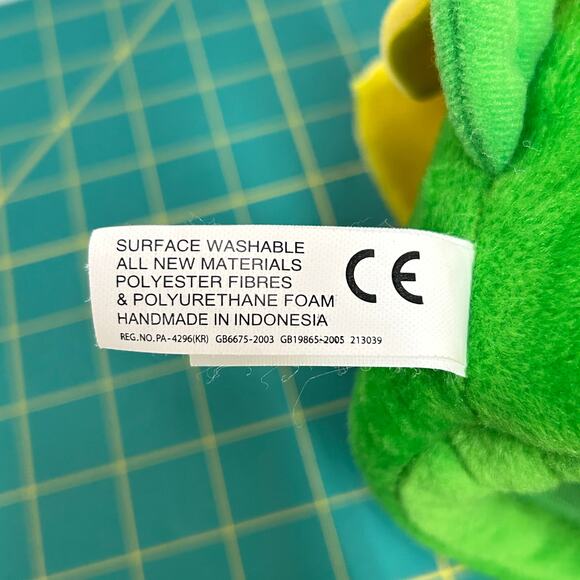 SURFACE WASHABLE
ALL NEW MATERIALS
POLYESTER FIBRES
& POLYURETHANE FOAM
HANDMADE IN INDONESIA
CE
REG.NO.PA-4296(KR) GB6675-2003 GB19865-2005 213039